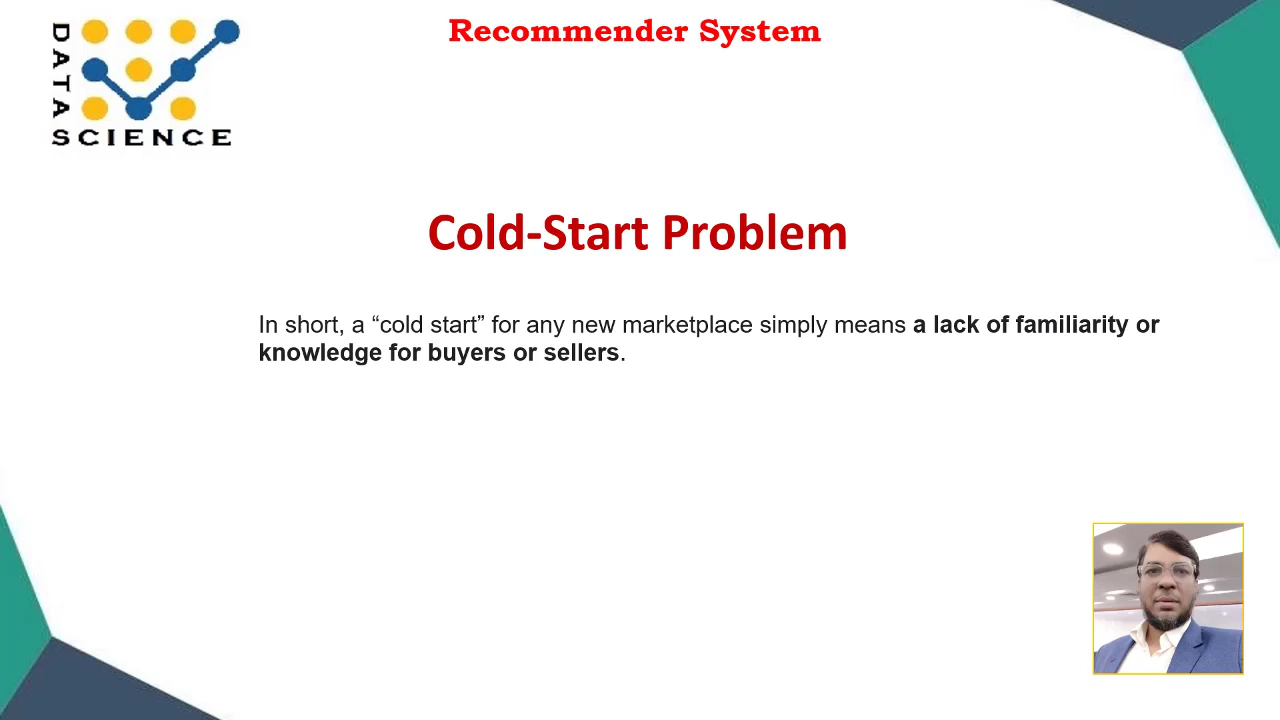 Recommender System
DATA
SCIENCE
Cold-Start Problem
In short, a “cold start” for any new marketplace simply means a lack of familiarity or
knowledge for buyers or sellers.